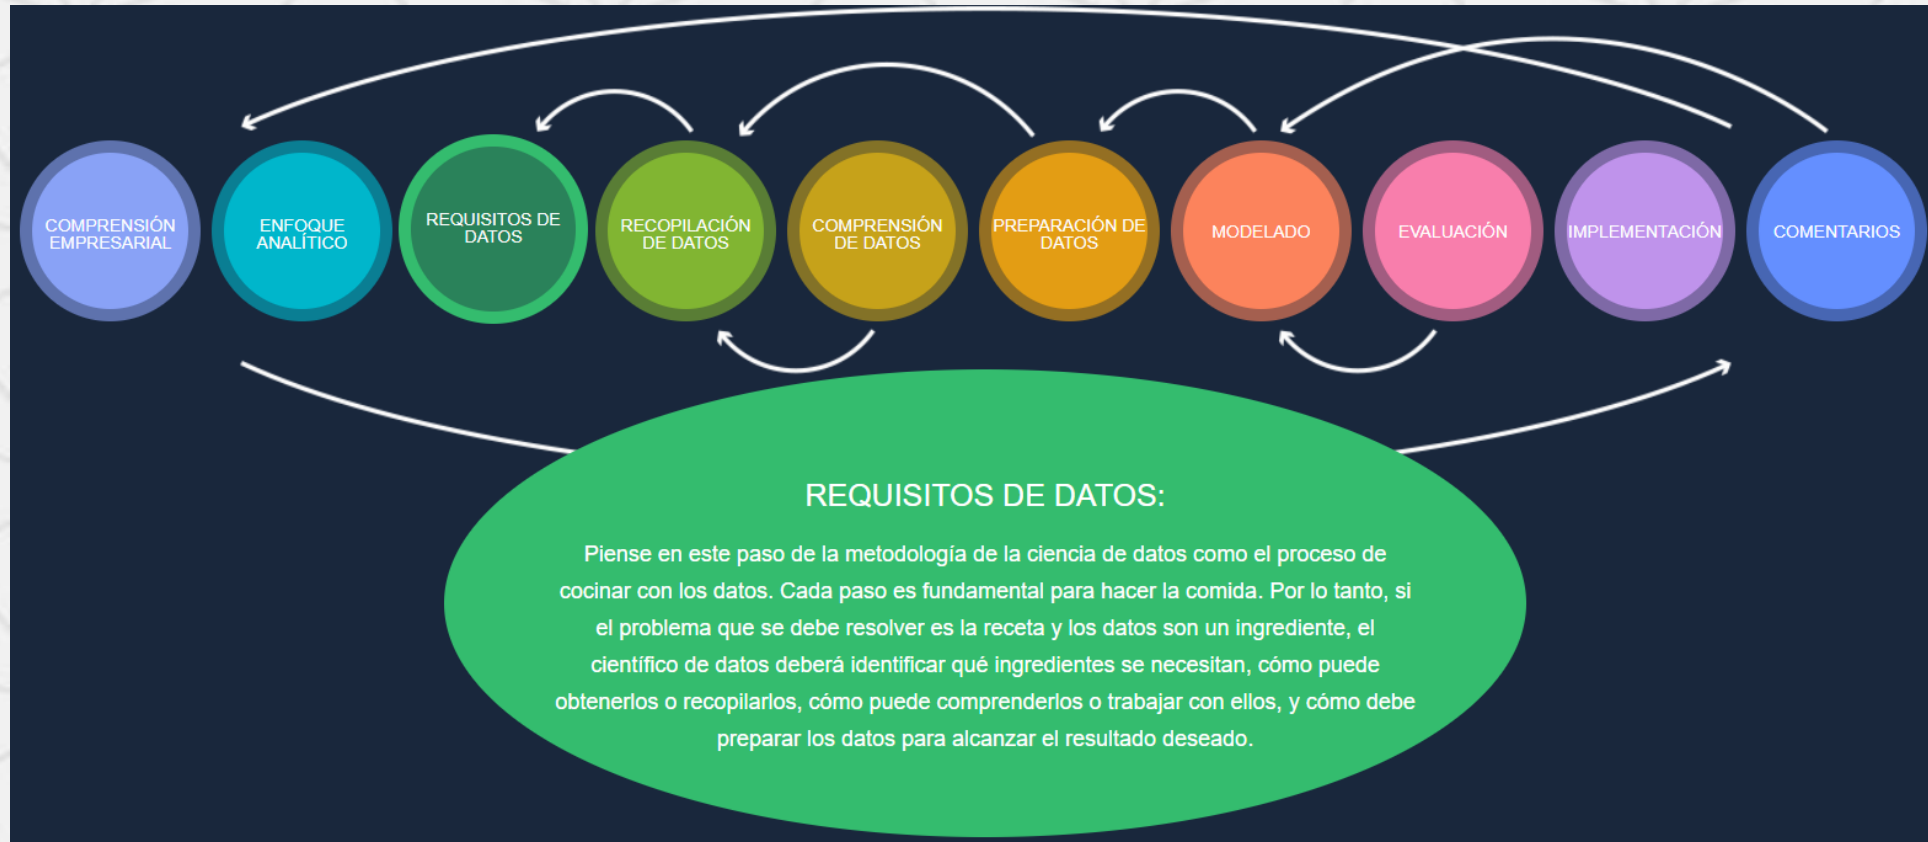 COMPRENSIÓN
EMPRESARIAL
ENFOQUE
ANALÍTICO
REQUISITOS DE
DATOS
RECOPILACIÓN
DE DATOS
COMPRENSIÓN
DE DATOS
PREPARACIÓN DE
DATOS
MODELADO
EVALUACIÓN
IMPLEMENTACIÓN
COMENTARIOS
REQUISITOS DE DATOS:
Piense en este paso de la metodología de la ciencia de datos como el proceso de
cocinar con los datos. Cada paso es fundamental para hacer la comida. Por lo tanto, si
el problema que se debe resolver es la receta y los datos son un ingrediente, el
científico de datos deberá identificar qué ingredientes se necesitan, cómo puede
obtenerlos o recopilarlos, cómo puede comprenderlos o trabajar con ellos, y cómo debe
preparar los datos para alcanzar el resultado deseado.